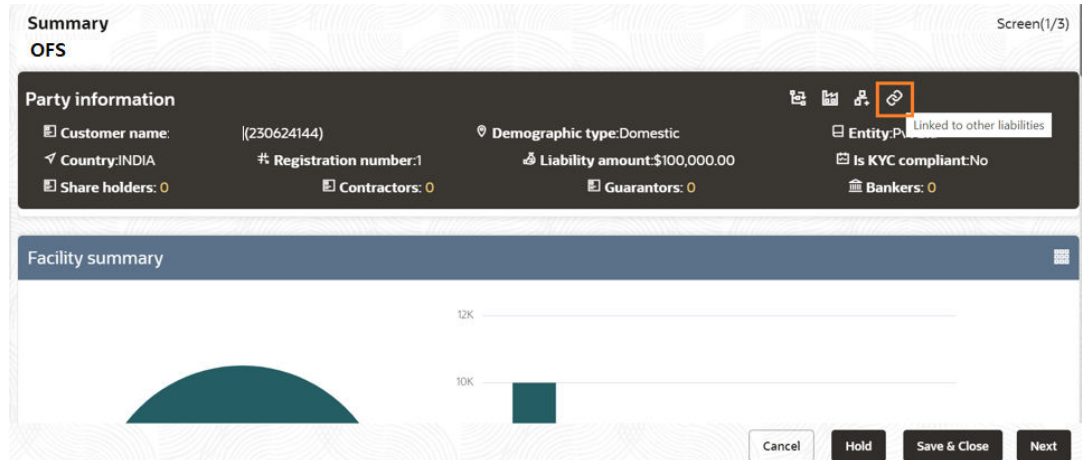 Summary
Screen(1/3)
OFS
Party information
Linked to other liabilities
Customer name: |(230624144) Demographic type:Domestic Entity:
Country:INDIA Registration number:1 Liability amount:$100,000.00 Is KYC compliant:No
Share holders: 0 Contractors: 0 Guarantors: 0 Bankers: 0
Facility summary
12K
10K
Cancel Hold Save & Close Next